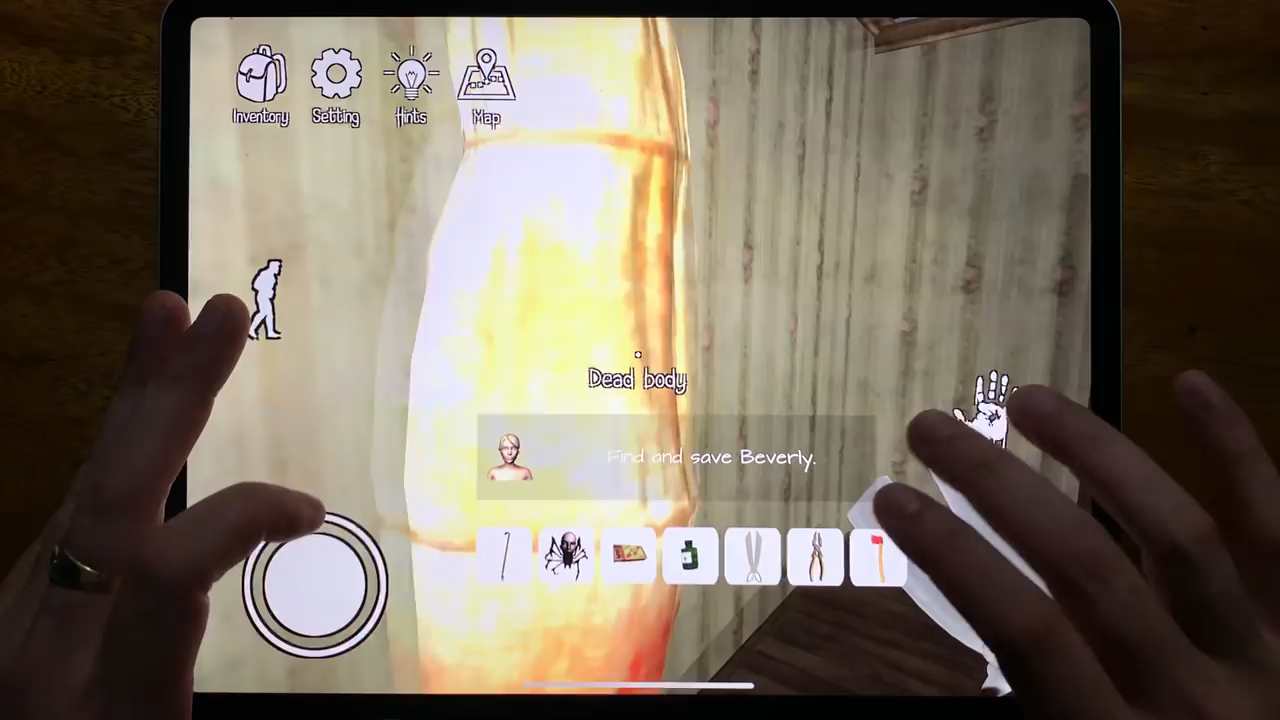 Inventory
Setting
Hints
Map
Dead body
Find and save Beverly.